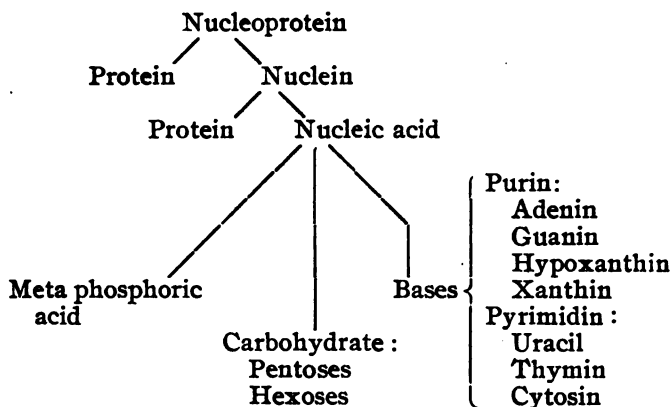 Nucleoprotein
Protein Nuclein
Protein Nucleic acid
Meta phosphoric
acid
Carbohydrate :
Pentoses
Hexoses
Bases
Purin:
Adenin
Guanin
Hypoxanthin
Xanthin
Pyrimidin :
Uracil
Thymin
Cytosin